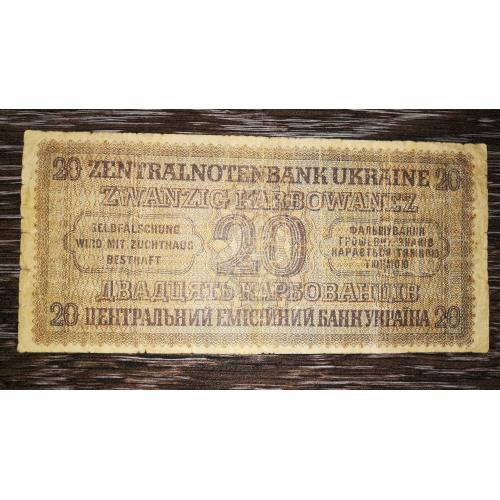 20 ZENTRALNOTENBANK UKRAINE 20
ZWANZIG KARBOWANEZ
GELDFÄLSCHUNG
WIRD MIT ZUCHTHAUS
BESTRAFT
20
ФАЛЬШУВАННЯ
ГРОШЕВИХ ЗНАКІВ
КАРАЄТЬСЯ ТЯЖКОЮ
ТЮРМОЮ
ДВАДЦЯТЬ КАРБОВАНЦІВ
20 ЦЕНТРАЛЬНИЙ ЕМІСІЙНИЙ БАНК УКРАЇНА 20